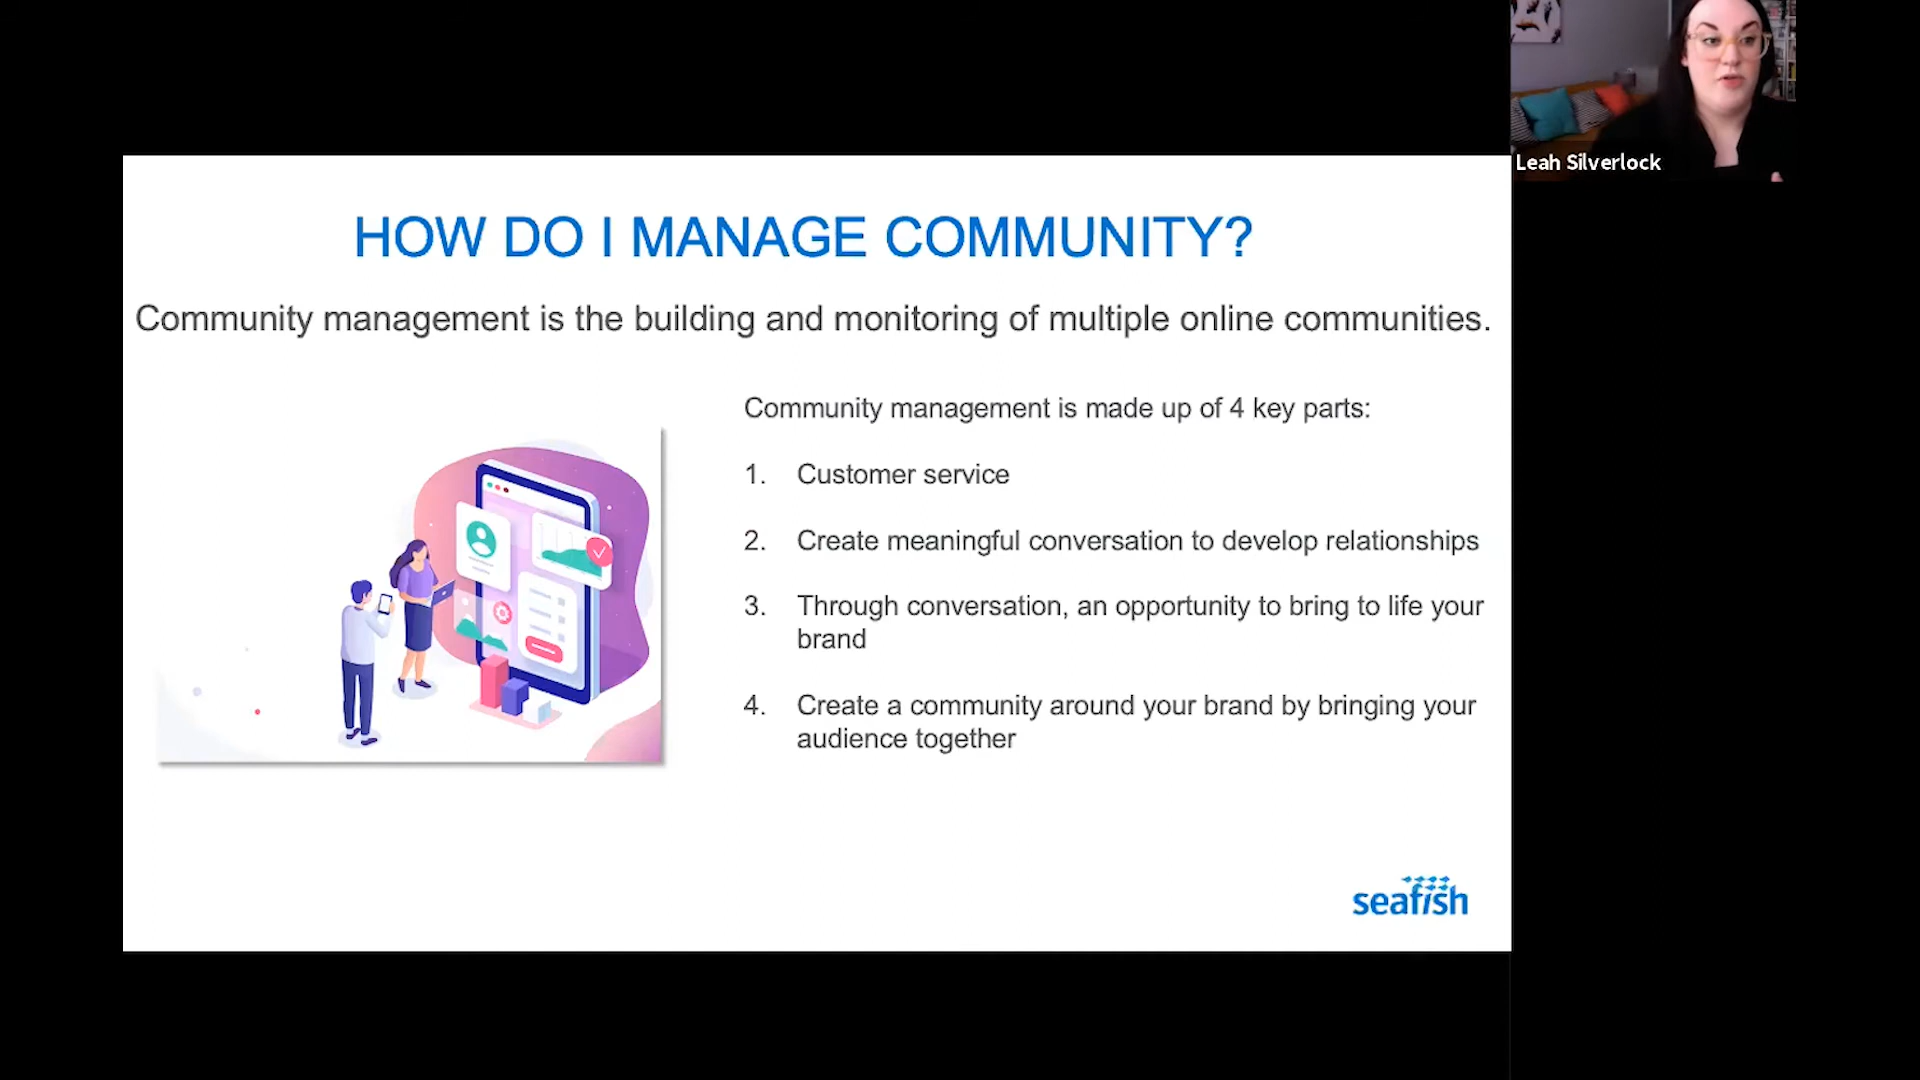 Leah Silverlock
HOW DO I MANAGE COMMUNITY?
Community management is the building and monitoring of multiple online communities.
Community management is made up of 4 key parts:
1. Customer service
2. Create meaningful conversation to develop relationships
3. Through conversation, an opportunity to bring to life your
brand
4. Create a community around your brand by bringing your
audience together
seafish